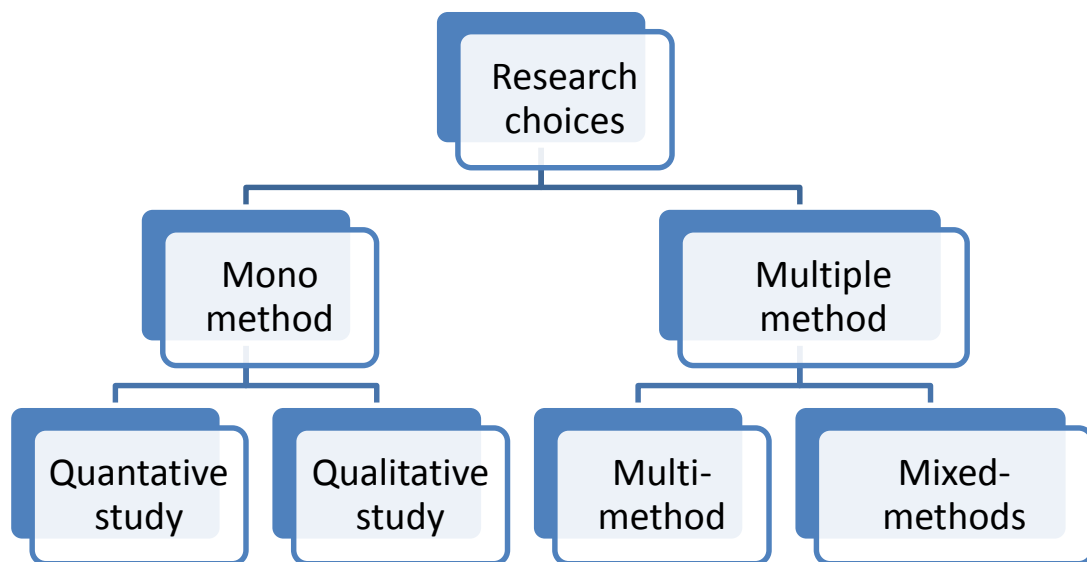 Research
choices
Mono
method
Multiple
method
Quantative
study
Qualitative
study
Multi-
method
Mixed-
methods